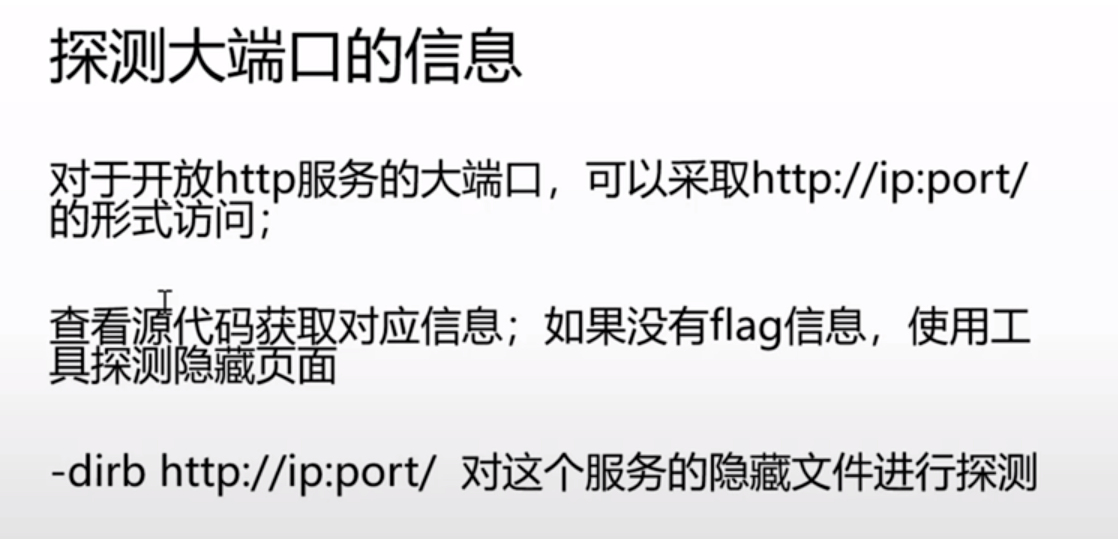 探测大端口的信息
对于开放http服务的大端口，可以采取http://ip:port/
的形式访问；
查看源代码获取对应信息；如果没有flag信息，使用工
具探测隐藏页面
-dirb http://ip:port/ 对这个服务的隐藏文件进行探测